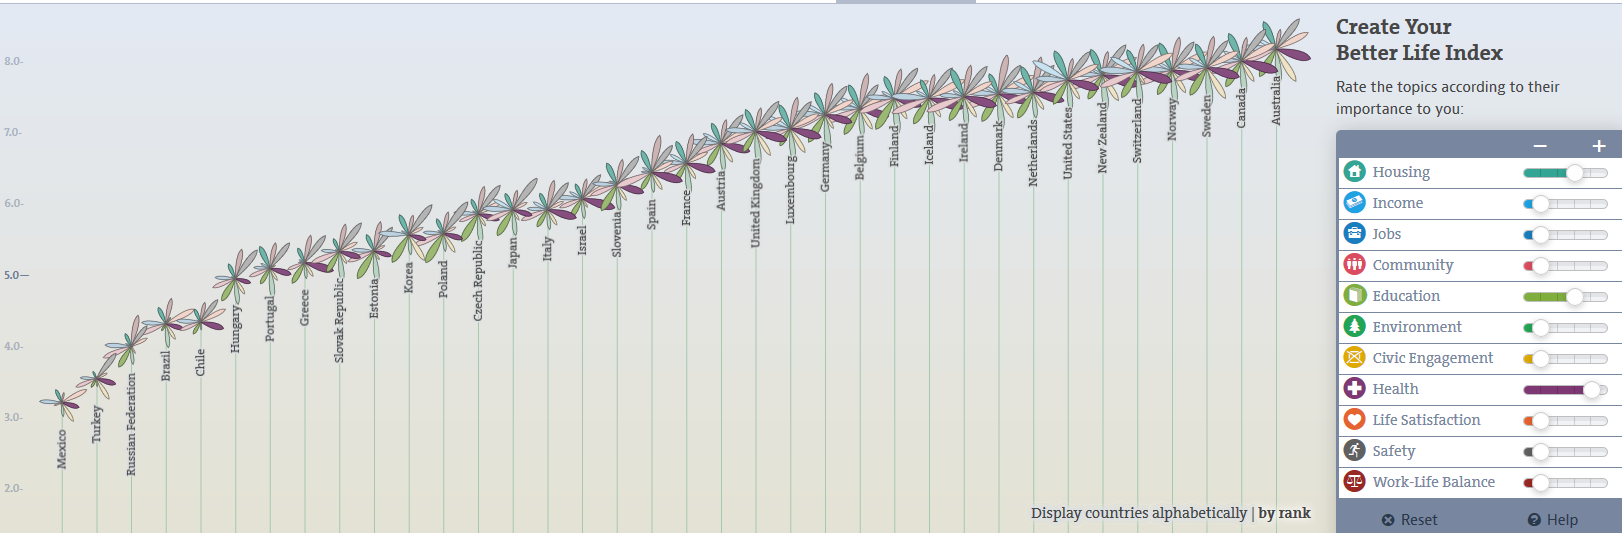 Create Your
Better Life Index
Rate the topics according to their
importance to you:
8.0-
7.0-
6.0-
5.0-
4.0-
3.0-
2.0-
Mexico
Turkey
Russian Federation
Brazil
Chile
Hungary
Portugal
Greece
Slovak Republic
Estonia
Korea
Poland
Czech Republic
Japan
Italy
Israel
Slovenia
Spain
France
Austria
United Kingdom
Luxembourg
Germany
Belgium
Finland
Iceland
Ireland
Denmark
Netherlands
United States
New Zealand
Switzerland
Norway
Sweden
Canada
Australia
− +
Housing
Income
Jobs
Community
Education
Environment
Civic Engagement
Health
Life Satisfaction
Safety
Work-Life Balance
Reset Help
Display countries alphabetically | by rank